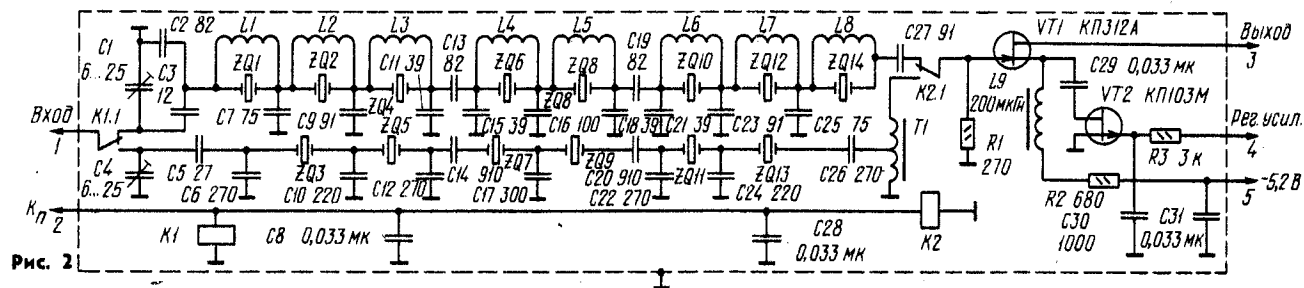 C2 82
L1
L2
L3
L4
L5
L6
L7
L8
C27 91
VT1 КП312А
Выход
3
C1
6...25
C3
12
ZQ1
ZQ2
C11 39
ZQ3
C13
82
ZQ6
ZQ8
C19
82
ZQ10
ZQ12
ZQ14
K2.1
L9
200мкГн
C29 0,033 мк
VT2 КП103М
K1.1
C7 75
C9 91
ZQ4
ZQ5
C15 39
ZQ8
C16 100
C18 39
C21 39
C23 91
C25 75
T1
Вход
1
C4
6...25
C5 27
C6 270
ZQ3
C10 220
C12 270
C14 910
C17 300
ZQ7
ZQ9
C20 910
C22 270
ZQ11
ZQ13
C24 220
C26 270
R1
270
R3 3 к
Рег. усил.
4
R2 680
-5,2 В
5
Кп
2
K1
C8 0,033 мк
C28
0,033 мк
K2
C30
1000
C31
0,033 мк
Рис. 2